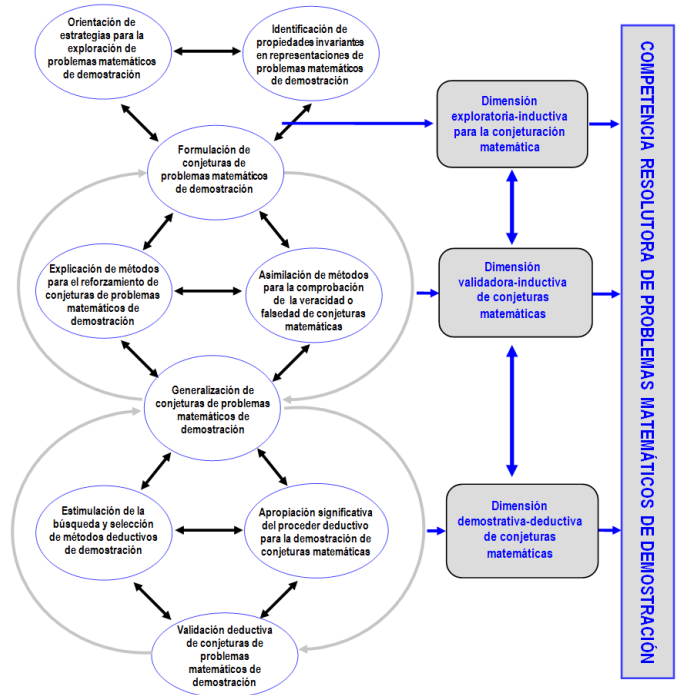 Orientación de
estrategias para la
exploración de
problemas matemáticos
de demostración
Identificación de
propiedades invariantes
en representaciones de
problemas matemáticos
de demostración
Formulación de
conjeturas de
problemas matemáticos
de demostración
Explicación de métodos
para el reforzamiento de
conjeturas de problemas
matemáticos de
demostración
Asimilación de métodos
para la comprobación
de la veracidad o
falsedad de conjeturas
matemáticas
Generalización de
conjeturas de problemas
matemáticos de
demostración
Estimulación de la
búsqueda y selección
de métodos deductivos
de demostración
Apropiación significativa
del proceder deductivo
para la demostración de
conjeturas matemáticas
Validación deductiva
de conjeturas de
problemas
matemáticos de
demostración
Dimensión
exploratoria-inductiva
para la conjeturación
matemática
Dimensión
validadora-inductiva
de conjeturas
matemáticas
Dimensión
demostrativa-deductiva
de conjeturas
matemáticas
COMPETENCIA RESOLUTORA DE PROBLEMAS MATEMÁTICOS DE DEMOSTRACIÓN